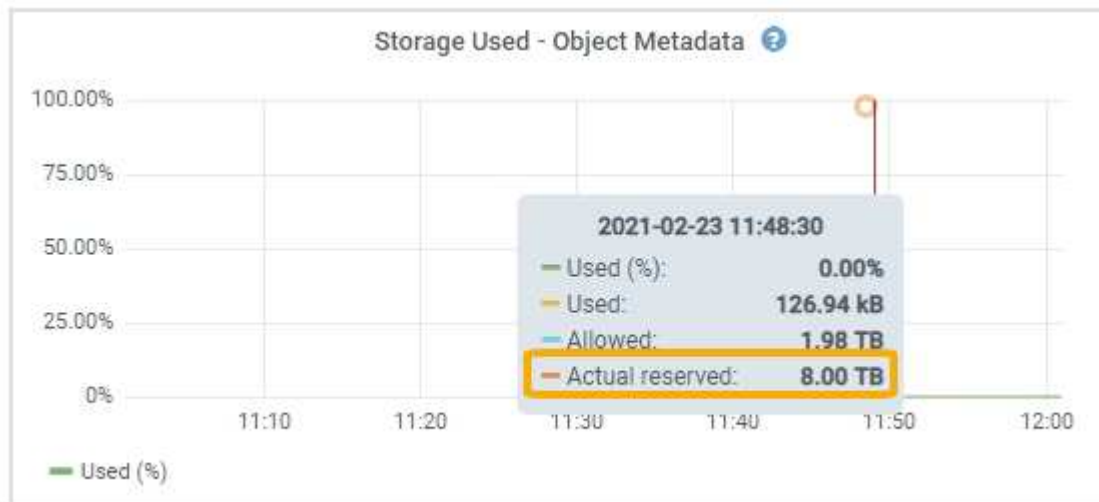 Storage Used - Object Metadata ?
100.00%
75.00%
50.00%
25.00%
0%
2021-02-23 11:48:30
Used (%): 0.00%
Used: 126.94 kB
Allowed: 1.98 TB
Actual reserved: 8.00 TB
11:10 11:20 11:30 11:40 11:50 12:00
Used (%)